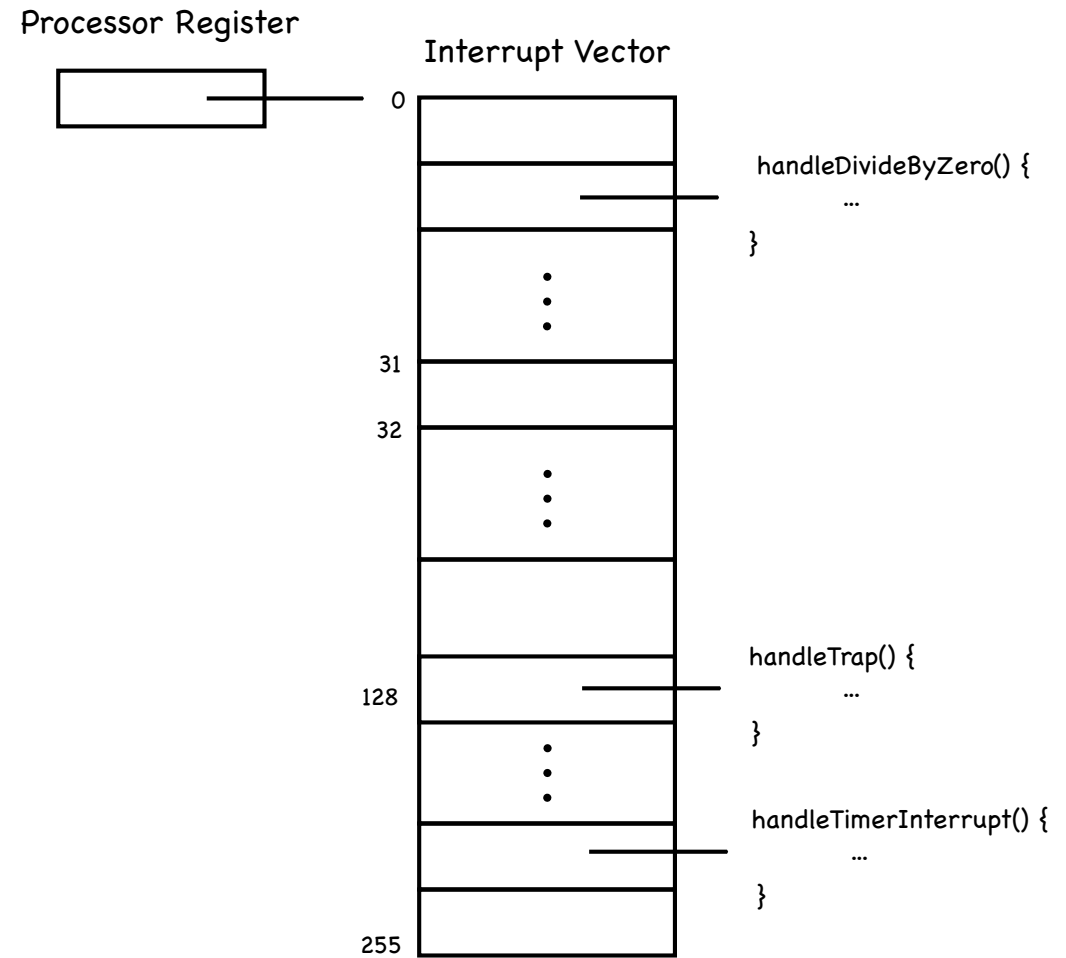 Processor Register
Interrupt Vector
0
handleDivideByZero() {
...
}
31
32
handleTrap() {
...
128
}
handleTimerInterrupt() {
...
}
255